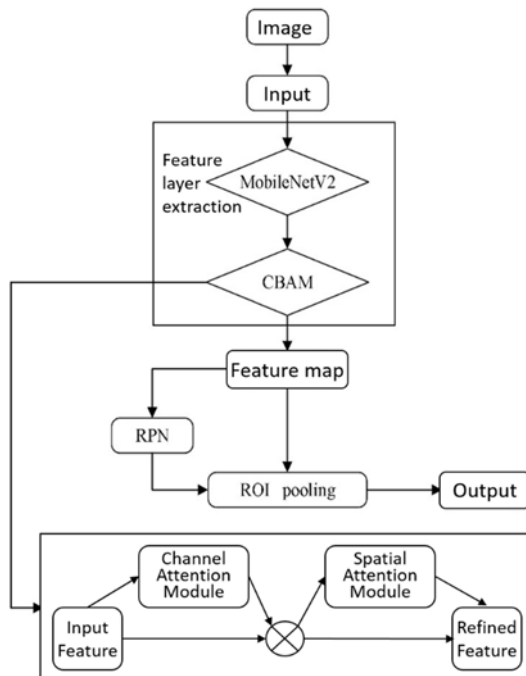 Image
Input
Feature
layer
extraction
MobileNetV2
CBAM
Feature map
RPN
ROI pooling
Output
Channel
Attention
Module
Spatial
Attention
Module
Input
Feature
Refined
Feature